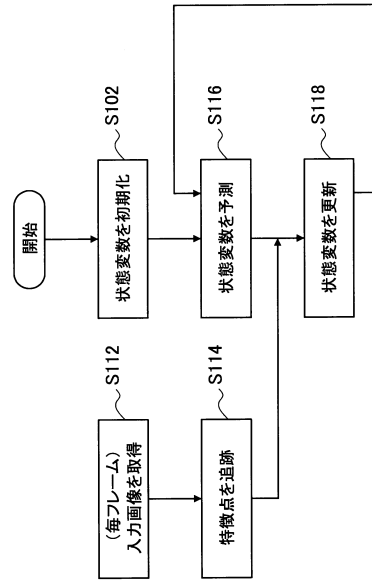 開始
状態変数を初期化
S102
(毎フレーム)
入力画像を取得
S112
特徴点を追跡
S114
状態変数を予測
S116
状態変数を更新
S118